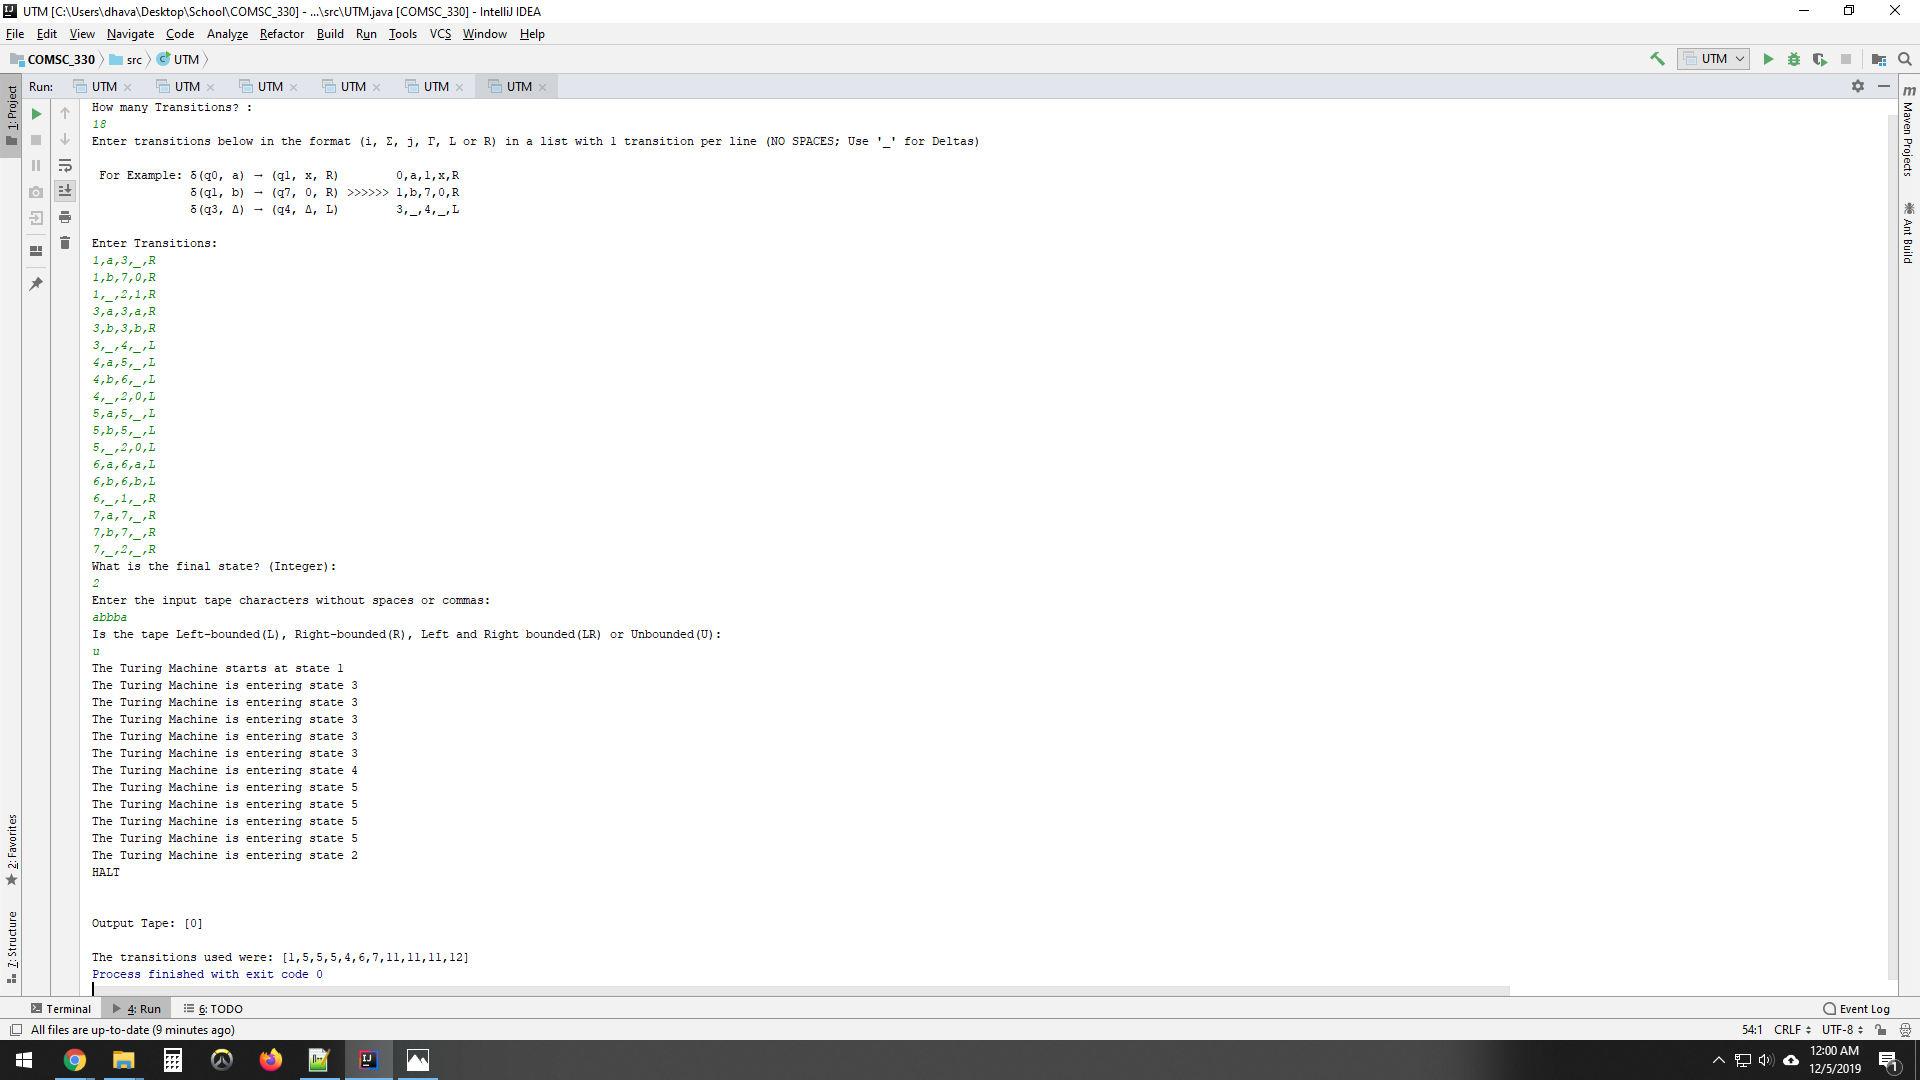 UTM [C:\Users\dhava\Desktop\School\COMSC_330] - ...\src\UTM.java [COMSC_330] - IntelliJ IDEA
File Edit View Navigate Code Analyze Refactor Build Run Tools VCS Window Help
COMSC_330 src UTM
UTM
Run: UTM UTM UTM UTM UTM UTM
1: Project
2: Favorites
7: Structure
Maven Projects
Ant Build
How many Transitions? :
18
Enter transitions below in the format (i, Σ, j, Γ, L or R) in a list with 1 transition per line (NO SPACES; Use '_' for Deltas)
For Example: δ(q0, a) → (q1, x, R) 0,a,1,x,R
δ(q1, b) → (q7, 0, R) >>>>>> 1,b,7,0,R
δ(q3, Δ) → (q4, Δ, L) 3,_,4,_,L
Enter Transitions:
1,a,3,_,R
1,b,7,0,R
1,_,2,1,R
3,a,3,a,R
3,b,3,b,R
3,_,4,_,L
4,a,5,_,L
4,b,6,_,L
4,_,2,0,L
5,a,5,_,L
5,b,5,_,L
5,_,2,0,L
6,a,6,a,L
6,b,6,b,L
6,_,1,_,R
7,a,7,_,R
7,b,7,_,R
7,_,2,_,R
What is the final state? (Integer):
2
Enter the input tape characters without spaces or commas:
abbba
Is the tape Left-bounded(L), Right-bounded(R), Left and Right bounded(LR) or Unbounded(U):
u
The Turing Machine starts at state 1
The Turing Machine is entering state 3
The Turing Machine is entering state 3
The Turing Machine is entering state 3
The Turing Machine is entering state 3
The Turing Machine is entering state 3
The Turing Machine is entering state 4
The Turing Machine is entering state 5
The Turing Machine is entering state 5
The Turing Machine is entering state 5
The Turing Machine is entering state 5
The Turing Machine is entering state 2
HALT
Output Tape: [0]
The transitions used were: [1,5,5,5,4,6,7,11,11,11,12]
Process finished with exit code 0
Terminal 4: Run 6: TODO Event Log
All files are up-to-date (9 minutes ago) 54:1 CRLF UTF-8
12:00 AM
12/5/2019
1